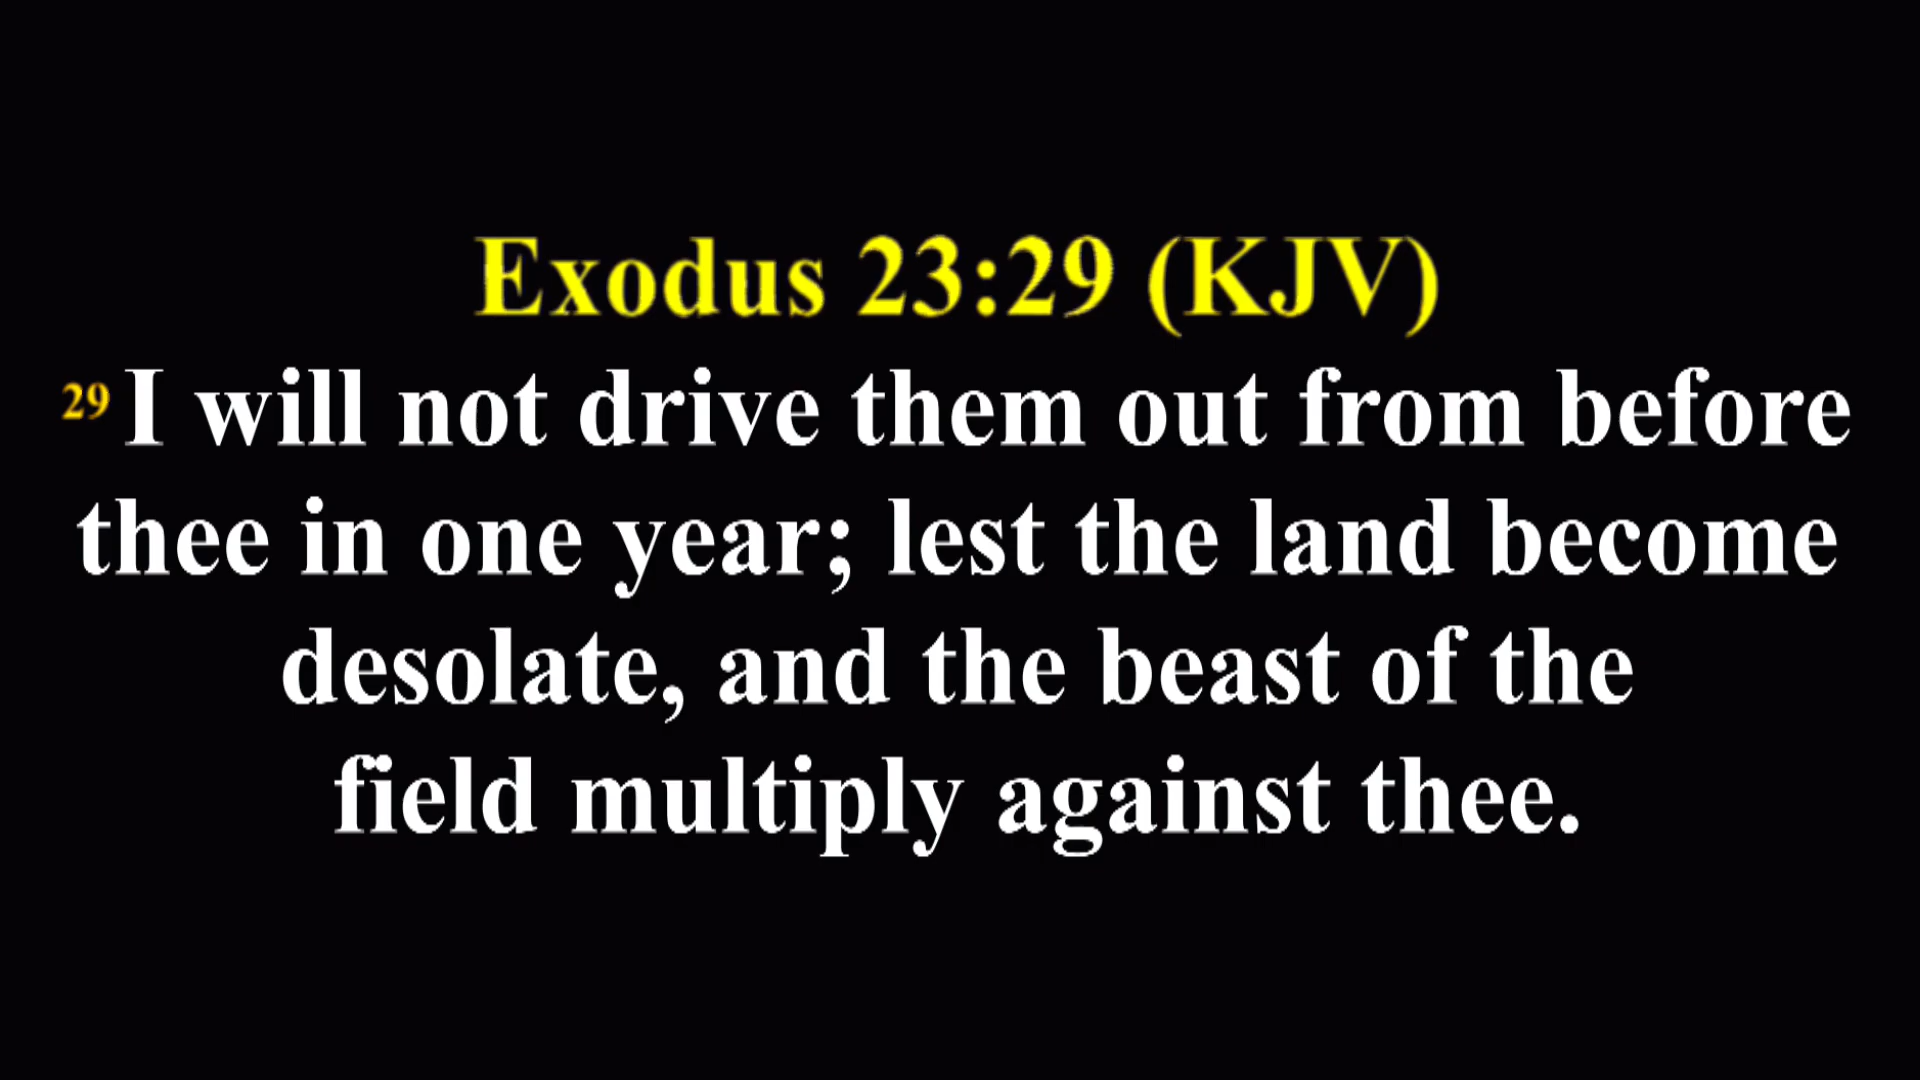 Exodus 23:29 (KJV)
29 I will not drive them out from before
thee in one year; lest the land become
desolate, and the beast of the
field multiply against thee.